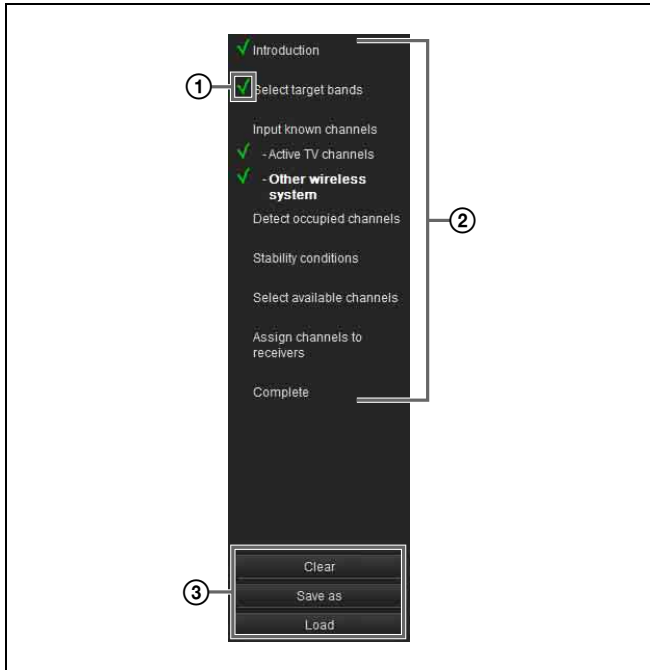 Introduction
① Select target bands
Input known channels
- Active TV channels
- Other wireless
system
Detect occupied channels
②
Stability conditions
Select available channels
Assign channels to
receivers
Complete
Clear
③ Save as
Load